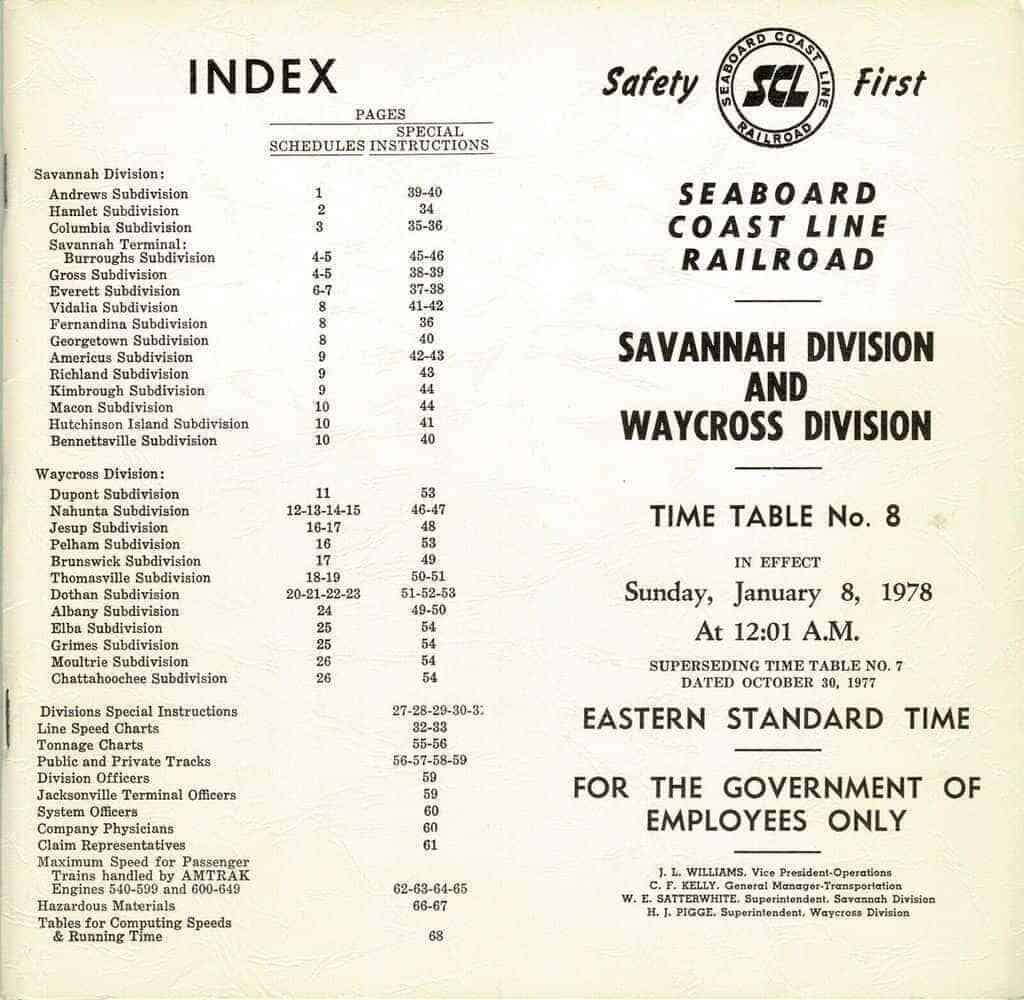 INDEX
PAGES
SPECIAL
SCHEDULES INSTRUCTIONS
Savannah Division:
Andrews Subdivision 1 39-40
Hamlet Subdivision 2 34
Columbia Subdivision 3 35-36
Savannah Terminal:
Burroughs Subdivision 4-5 45-46
Gross Subdivision 4-5 38-39
Everett Subdivision 6-7 37-38
Vidalia Subdivision 8 41-42
Fernandina Subdivision 8 36
Georgetown Subdivision 8 40
Americus Subdivision 9 42-43
Richland Subdivision 9 43
Kimbrough Subdivision 9 44
Macon Subdivision 10 44
Hutchinson Island Subdivision 10 41
Bennettsville Subdivision 10 40
Waycross Division:
Dupont Subdivision 11 53
Nahunta Subdivision 12-13-14-15 46-47
Jesup Subdivision 16-17 48
Pelham Subdivision 16 53
Brunswick Subdivision 17 49
Thomasville Subdivision 18-19 50-51
Dothan Subdivision 20-21-22-23 51-52-53
Albany Subdivision 24 49-50
Elba Subdivision 25 54
Grimes Subdivision 25 54
Moultrie Subdivision 26 54
Chattahoochee Subdivision 26 54
Divisions Special Instructions 27-28-29-30-
Line Speed Charts 32-33
Tonnage Charts 55-56
Public and Private Tracks 56-57-58-59
Division Officers 59
Jacksonville Terminal Officers 59
System Officers 60
Company Physicians 60
Claim Representatives 61
Maximum Speed for Passenger
Trains handled by AMTRAK
Engines 540-599 and 600-649 62-63-64-65
Hazardous Materials 66-67
Tables for Computing Speeds
& Running Time 68
Safety First
SEABOARD COAST LINE
RAILROAD
SCL
SEABOARD
COAST LINE
RAILROAD
SAVANNAH DIVISION
AND
WAYCROSS DIVISION
TIME TABLE No. 8
IN EFFECT
Sunday, January 8, 1978
At 12:01 A.M.
SUPERSEDING TIME TABLE NO. 7
DATED OCTOBER 30, 1977
EASTERN STANDARD TIME
FOR THE GOVERNMENT OF
EMPLOYEES ONLY
J. L. WILLIAMS, Vice President-Operations
C. F. KELLY, General Manager-Transportation
W. E. SATTERWHITE, Superintendent, Savannah Division
H. J. PIGGE, Superintendent, Waycross Division